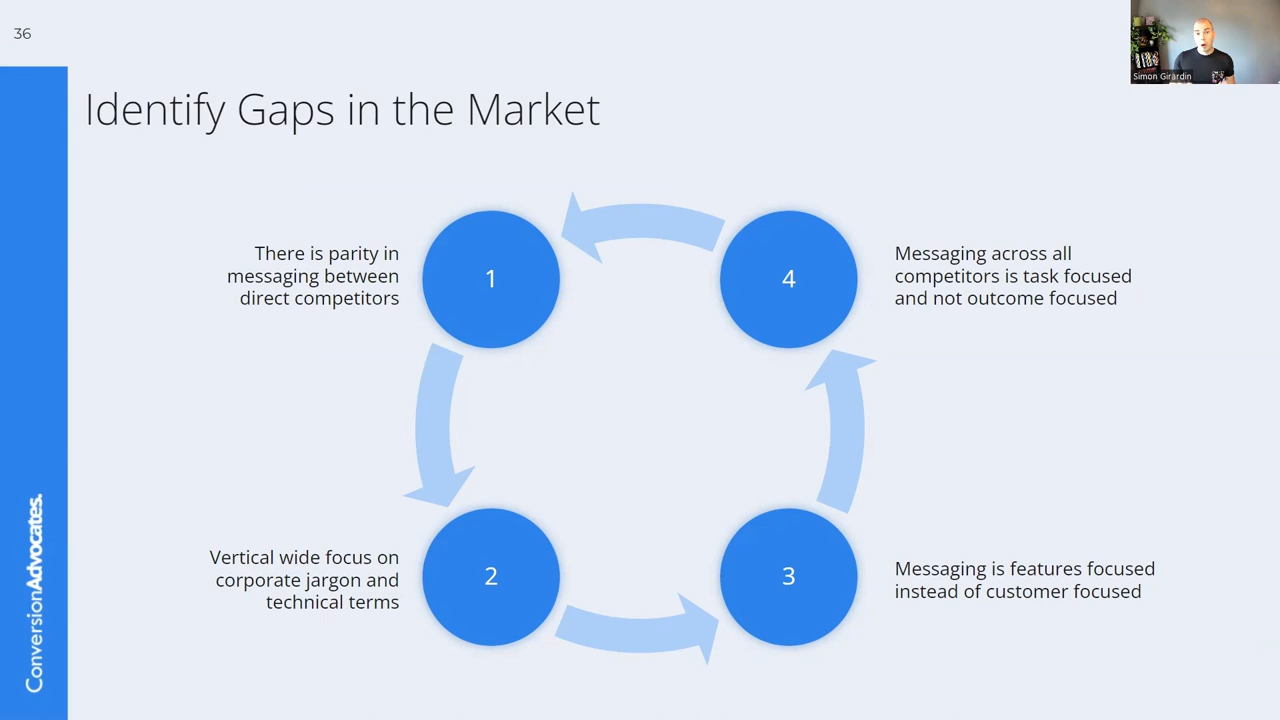 36
Simon Girardin
Identify Gaps in the Market
There is parity in
messaging between
direct competitors
1
4
Messaging across all
competitors is task focused
and not outcome focused
Vertical wide focus on
corporate jargon and
technical terms
2
3
Messaging is features focused
instead of customer focused
ConversionAdvocates.